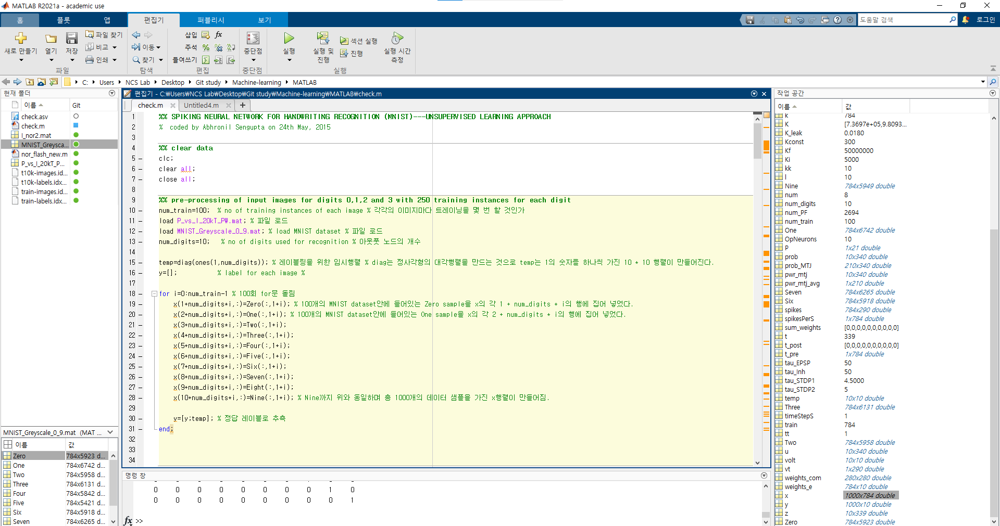 MATLAB R2021a - academic use
홈 플롯 앱 편집기 퍼블리시 보기
도움말 검색 로그인
새로 만들기 열기 저장 파일 찾기 비교 인쇄
파일
이동 찾기
탐색
삽입 fx 주석 들여쓰기
편집
중단점
중단점
실행 실행 및 진행 섹션 실행 진행 실행 시간 측정
실행
C: Users NCS Lab Desktop Git study Machine-learning MATLAB
현재 폴더
이름 Git
check.asv
check.m
I_nor2.mat
MNIST_Greysca...
nor_flash_new.m
P_vs_I_20kT_P...
t10k-images.id...
t10k-labels.idx...
train-images.id...
train-labels.idx...
MNIST_Greyscale_0_9.mat (MAT ...
이름 값
Zero 784x5923 d...
One 784x6742 d...
Two 784x5958 d...
Three 784x6131 d...
Four 784x5842 d...
Five 784x5421 d...
Six 784x5918 d...
Seven 784x6265 d...
편집기 - C:₩Users₩NCS Lab₩Desktop₩Git study₩Machine-learning₩MATLAB₩check.m
check.m Untitled4.m
1 %% SPIKING NEURAL NETWORK FOR HANDWRITING RECOGNITION (MNIST)---UNSUPERVISED LEARNING APPROACH
2 % coded by Abhronil Sengupta on 24th May, 2015
3
4 %% clear data
5 – clc;
6 – clear all;
7 – close all;
8
9 %% pre-processing of input images for digits 0,1,2 and 3 with 250 training instances for each digit
10 – num_train=100; % no of training instances of each image % 각각의 이미지마다 트레이닝을 몇 번 할 것인가
11 – load P_vs_I_20kT_PW.mat; % 파일 로드
12 – load MNIST_Greyscale_0_9.mat; % load MNIST dataset % 파일 로드
13 – num_digits=10; % no of digits used for recognition % 아웃풋 노드의 개수
14
15 – temp=diag(ones(1,num_digits)); % 레이블링을 위한 임시행렬 % diag는 정사각형의 대각행렬을 만드는 것으로 temp는 1의 숫자를 하나씩 가진 10 * 10 행렬이 만들어진다.
16 – y=[]; % label for each image %
17
18 – for i=0:num_train-1 % 100회 for문 돌림
19 – x(1+num_digits*i,:)=Zero(:,1+i); % 100개의 MNIST dataset안에 들어있는 Zero sample을 x의 각 1 + num_digits * i의 행에 집어 넣었다.
20 – x(2+num_digits*i,:)=One(:,1+i); % 100개의 MNIST dataset안에 들어있는 One sample을 x의 각 2 + num_digits * i의 행에 집어 넣었다.
21 – x(3+num_digits*i,:)=Two(:,1+i);
22 – x(4+num_digits*i,:)=Three(:,1+i);
23 – x(5+num_digits*i,:)=Four(:,1+i);
24 – x(6+num_digits*i,:)=Five(:,1+i);
25 – x(7+num_digits*i,:)=Six(:,1+i);
26 – x(8+num_digits*i,:)=Seven(:,1+i);
27 – x(9+num_digits*i,:)=Eight(:,1+i);
28 – x(10+num_digits*i,:)=Nine(:,1+i); % Nine까지 위와 동일하며 총 1000개의 데이터 샘플을 가진 x행렬이 만들어짐.
29
30 – y=[y;temp]; % 정답 레이블로 추측
31 – end;
32
33
34
명령 창
0 0 0 0 0 0 0 0 1 0
0 0 0 0 0 0 0 0 0 1
fx >>
작업 공간
이름 값
k 784
K [7.3697e+05,9.8093...
K_leak 0.0180
Kconst 300
Kf 50000000
Ki 5000
kk 10
l 10
Nine 784x5949 double
num 8
num_digits 10
num_PF 2694
num_train 100
One 784x6742 double
OpNeurons 10
P 1x21 double
prob 10x340 double
prob_MTJ 210x340 double
pwr_mtj 10x340 double
pwr_mtj_avg 1x210 double
Seven 784x6265 double
Six 784x5918 double
spikes 784x290 double
spikesPerS 1x784 double
sum_weights [0,0,0,0,0,0,0,0,0,0]
t 339
t_post [0,0,0,0,0,0,0,0,0,0]
t_pre 1x784 double
tau_EPSP 50
tau_Inh 50
tau_STDP1 4.5000
tau_STDP2 5
temp 10x10 double
Three 784x6131 double
timeStepS 1
train 784
tt 1
Two 784x5958 double
u 10x340 double
volt 10x10 double
vt 1x290 double
weights_com 280x280 double
weights_e 784x10 double
x 1000x784 double
y 1000x10 double
z 10x339 double
Zero 784x5923 double